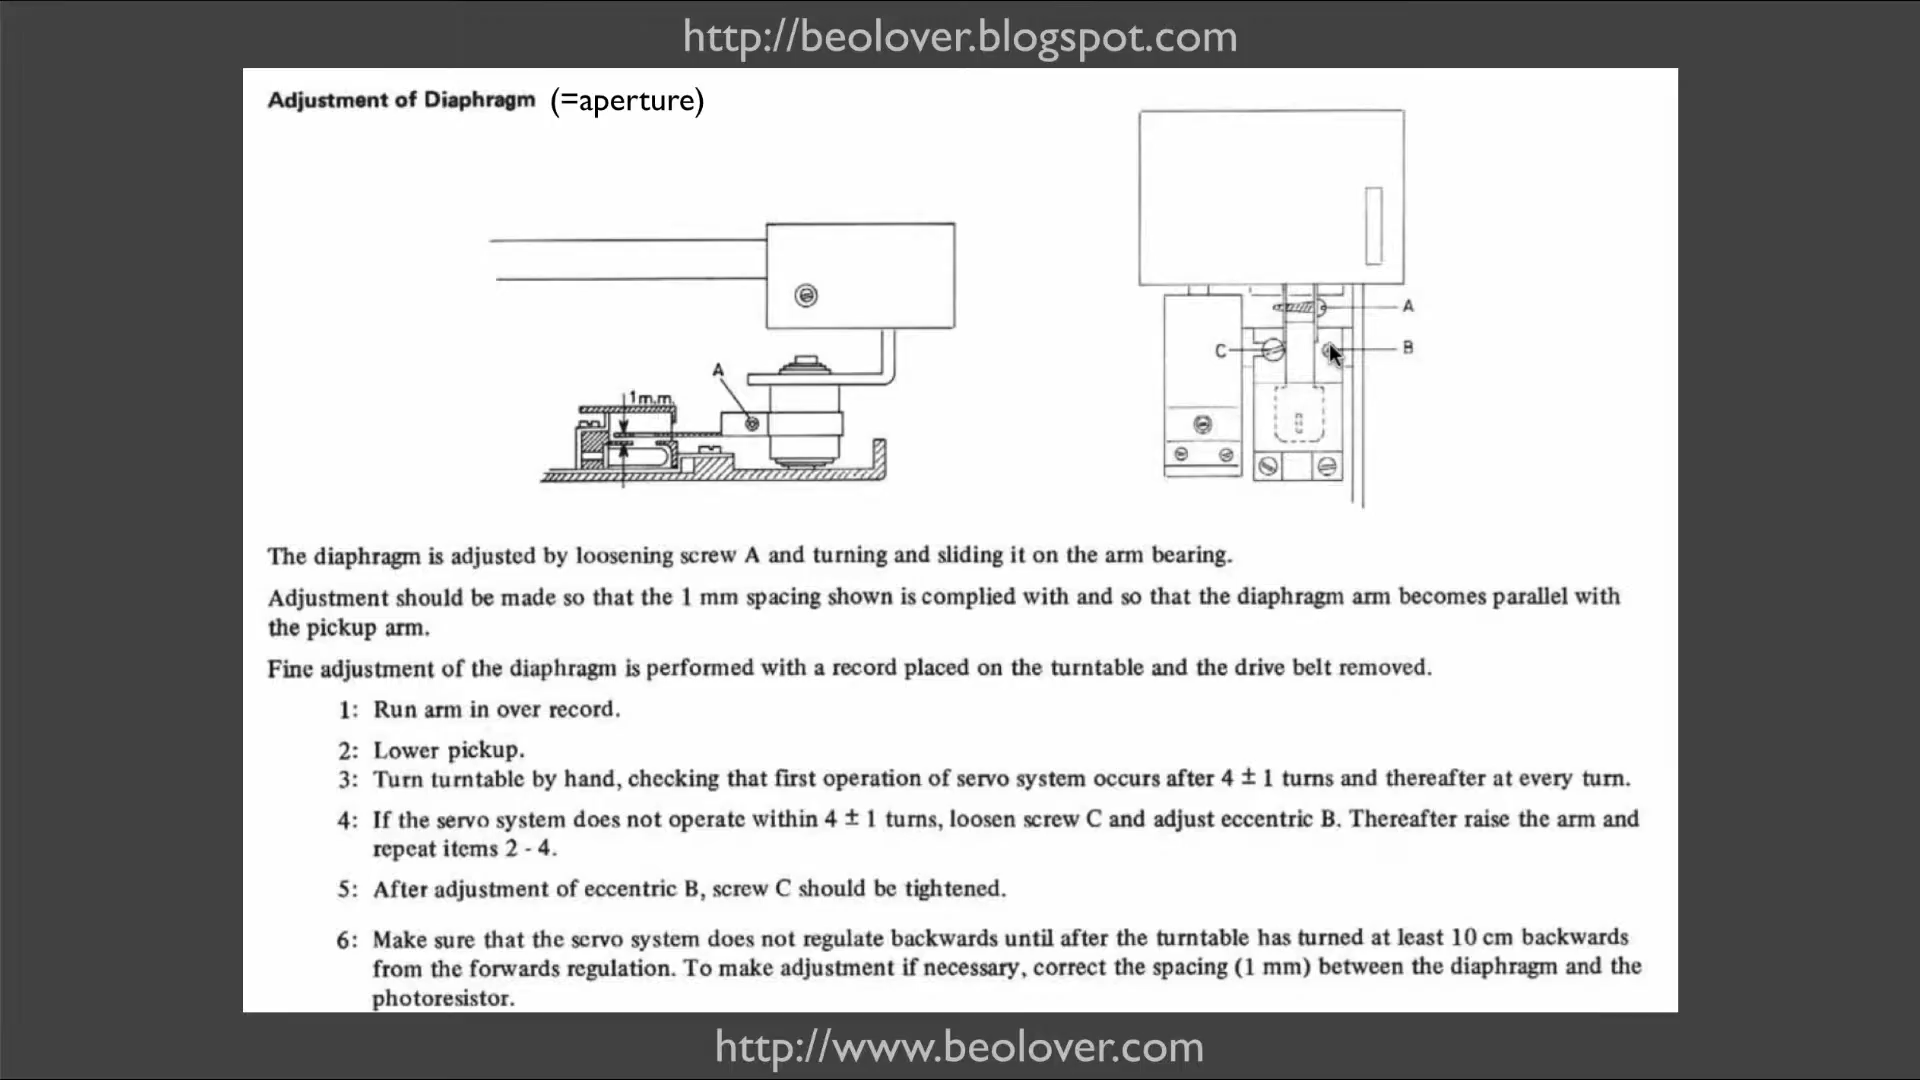 http://beolover.blogspot.com
Adjustment of Diaphragm (=aperture)
A
1m.m.
A
B
C
The diaphragm is adjusted by loosening screw A and turning and sliding it on the arm bearing.
Adjustment should be made so that the 1 mm spacing shown is complied with and so that the diaphragm arm becomes parallel with
the pickup arm.
Fine adjustment of the diaphragm is performed with a record placed on the turntable and the drive belt removed.
1: Run arm in over record.
2: Lower pickup.
3: Turn turntable by hand, checking that first operation of servo system occurs after 4 ± 1 turns and thereafter at every turn.
4: If the servo system does not operate within 4 ± 1 turns, loosen screw C and adjust eccentric B. Thereafter raise the arm and
repeat items 2 - 4.
5: After adjustment of eccentric B, screw C should be tightened.
6: Make sure that the servo system does not regulate backwards until after the turntable has turned at least 10 cm backwards
from the forwards regulation. To make adjustment if necessary, correct the spacing (1 mm) between the diaphragm and the
photoresistor.
http://www.beolover.com